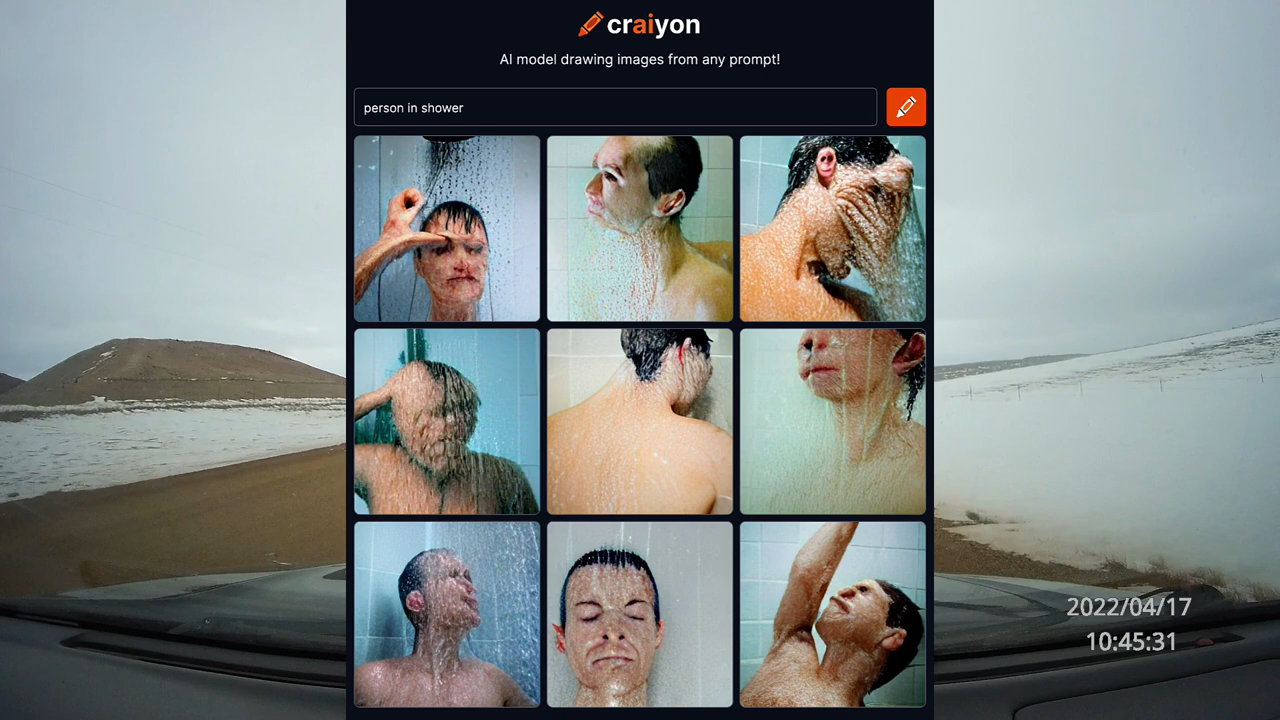 craiyon
AI model drawing images from any prompt!
person in shower
2022/04/17
10:45:31